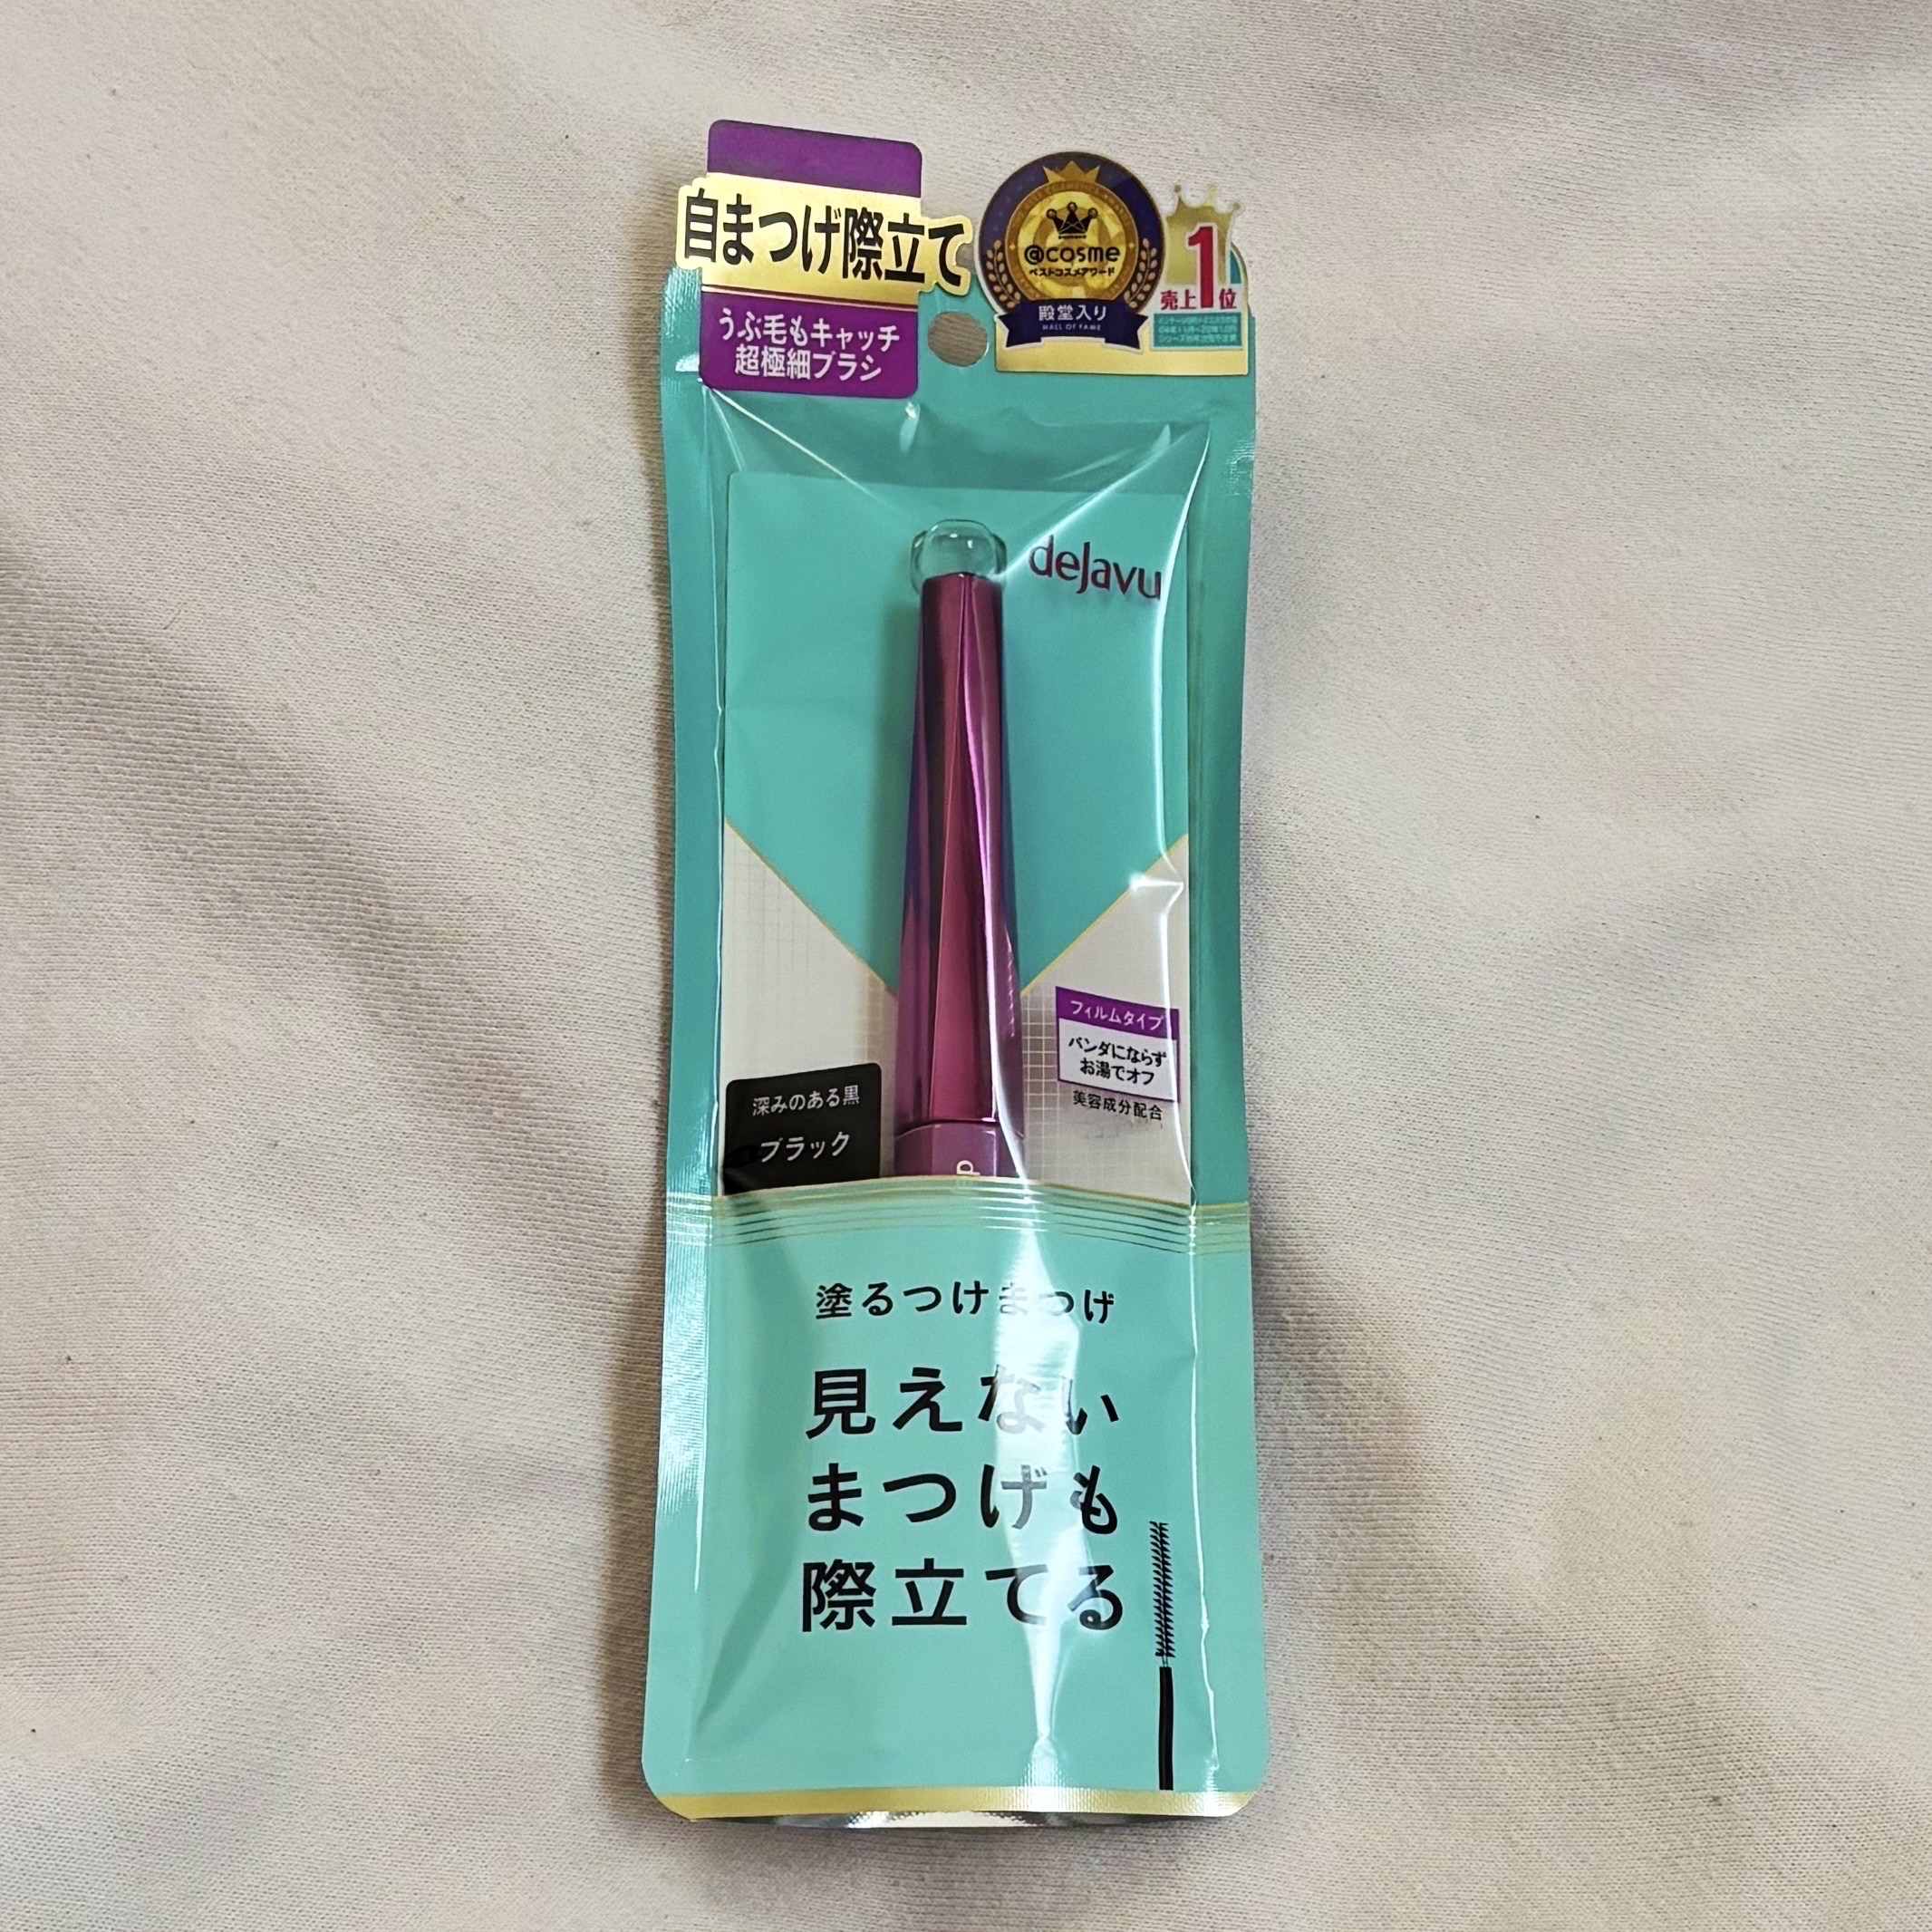 自まつげ際立て
うぶ毛もキャッチ
超極細ブラシ
@cosme
ベストコスメアワード
殿堂入り
HALL OF FAME
1
売上 位
dejavu
フィルムタイプ
パンダにならず
お湯でオフ
美容成分配合
深みのある黒
ブラック
塗るつけまつげ
見えない
まつげも
際立てる